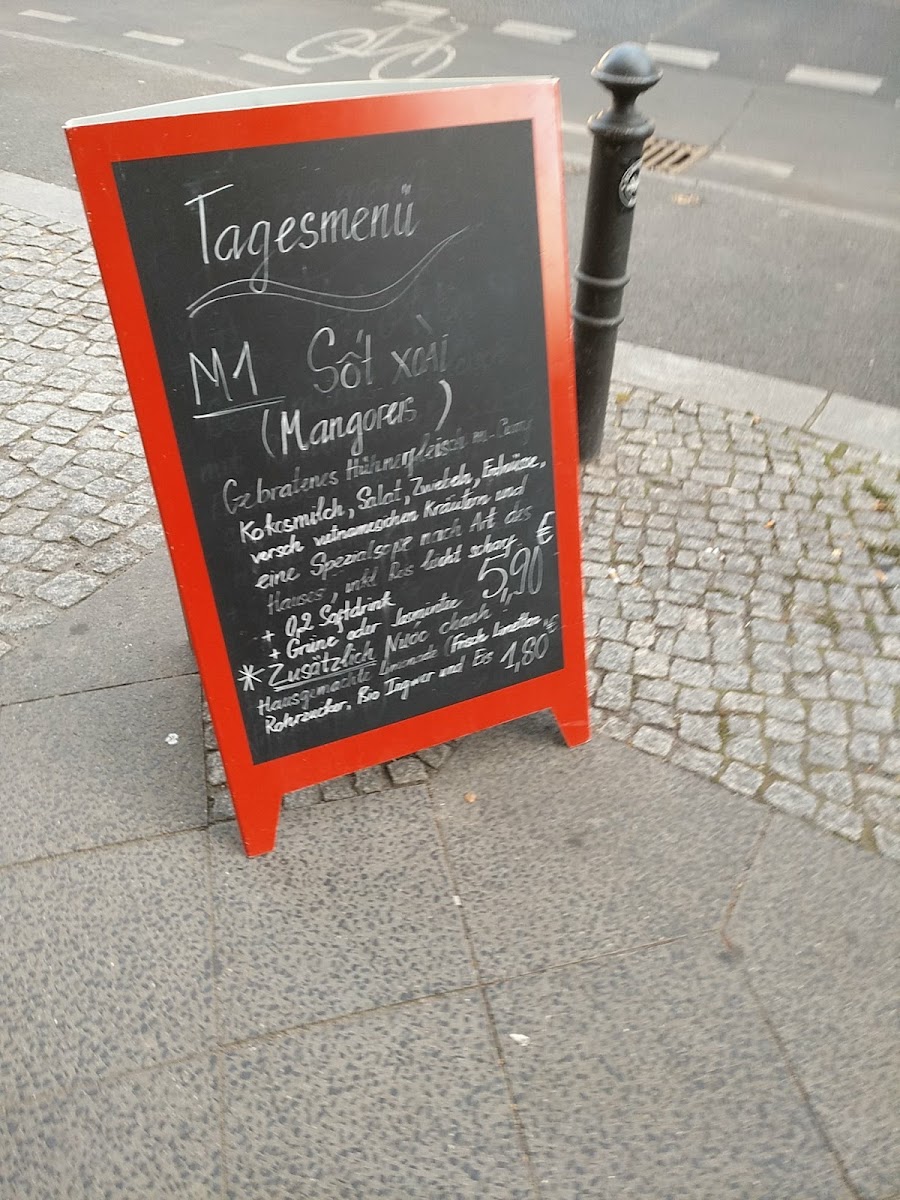 Tagesmenü
M1 Sốt xoài
(Mangoreis)
Gebratenes Hühnerfleisch m. Curry
Kokosmilch, Salat, Zwiebeln, Erdnüsse,
versch vietnamesischen Kräutern und
eine Spezialsoße nach Art des
Hauses, inkl Reis leicht scharf
+ 0,2 Softdrink 5,90 €
+ Grüne oder Jasmintee
* Zusätzlich Nước chanh
Hausgemachte Limonade (Frisch Limetten
Rohrzucker, Bio Ingwer und Eis 1,80 €